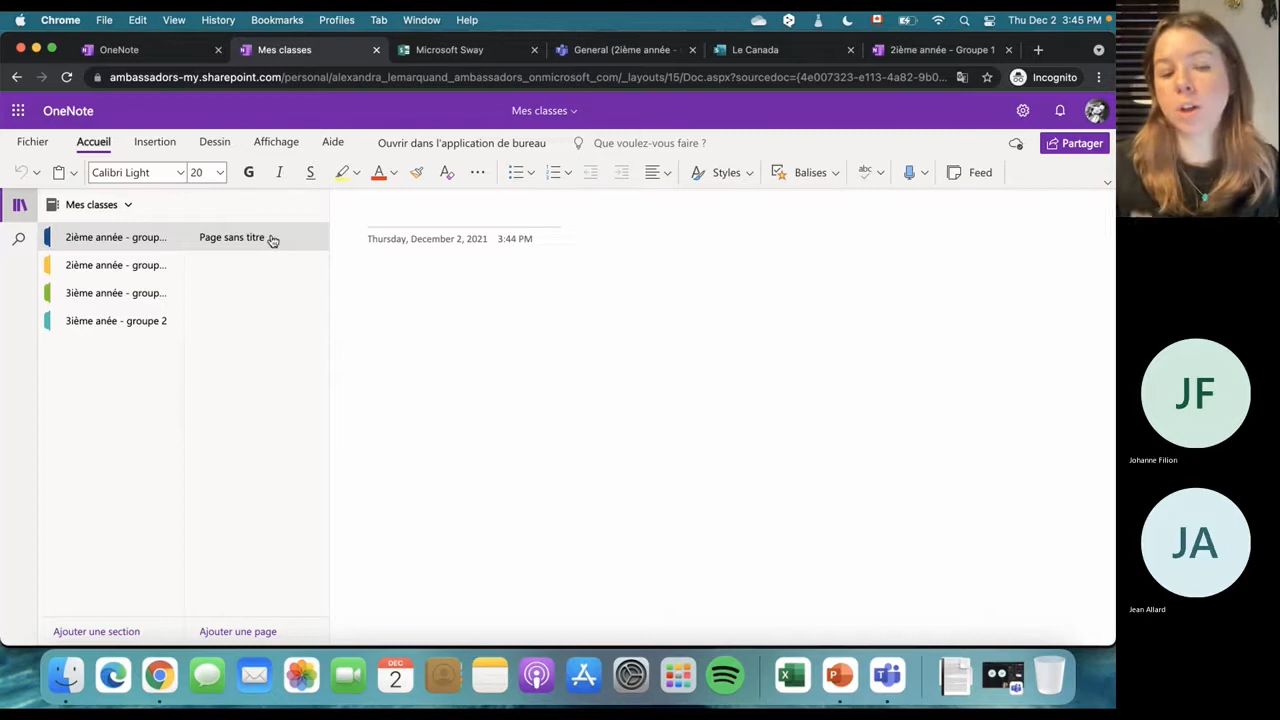 Chrome File Edit View History Bookmarks Profiles Tab Window Help Thu Dec 2 3:45 PM
OneNote Mes classes Microsoft Sway General (2ième année - Le Canada 2ième année - Groupe 1
ambassadors-my.sharepoint.com/personal/alexandra_lemarquand_ambassadors_onmicrosoft_com/_layouts/15/Doc.aspx?sourcedoc={4e007323-e113-4a82-9b0... Incognito
OneNote Mes classes
Fichier Accueil Insertion Dessin Affichage Aide Ouvrir dans l'application de bureau Que voulez-vous faire ? Partager
Calibri Light 20 G I S A Styles Balises abc Feed
Mes classes
2ième année - group... Page sans titre
Thursday, December 2, 2021 3:44 PM
2ième année - group...
3ième année - group...
3ième anée - groupe 2
JF
Johanne Filion
JA
Jean Allard
Ajouter une section Ajouter une page
DEC
2